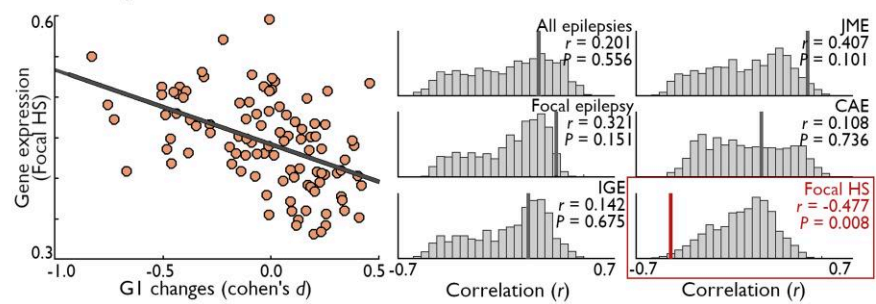 0.6
0.3
Gene expression
(Focal HS)
-1.0
-0.5
0.0
0.5
G1 changes (cohen's d)
All epilepsies
r = 0.201
P = 0.556
JME
r = 0.407
P = 0.101
Focal epilepsy
r = 0.321
P = 0.151
CAE
r = 0.108
P = 0.736
IGE
r = 0.142
P = 0.675
Focal HS
r = -0.477
P = 0.008
-0.7
0.7
Correlation (r)
-0.7
0.7
Correlation (r)